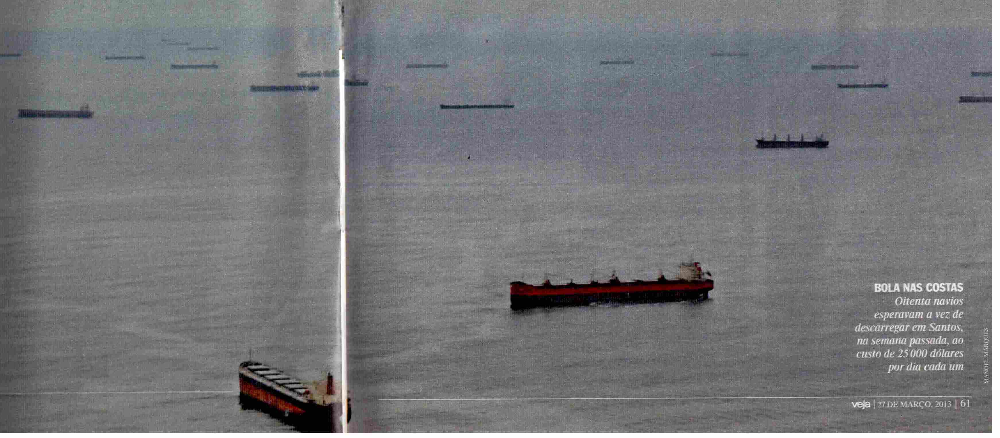 BOLA NAS COSTAS
Oitenta navios
esperavam a vez de
descarregar em Santos,
na semana passada, ao
custo de 25 000 dólares
por dia cada um
MANOEL MARQUES
veja | 27 DE MARÇO, 2013 | 61